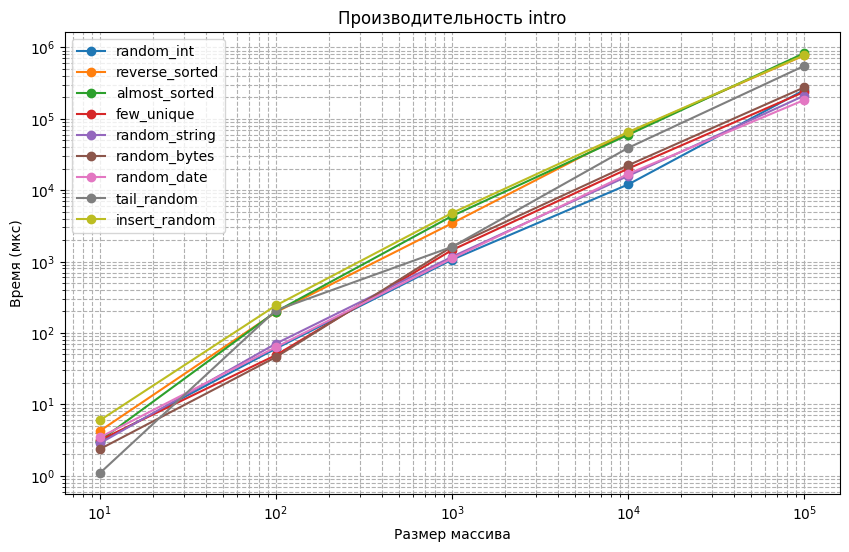 Производительность intro
random_int
reverse_sorted
almost_sorted
few_unique
random_string
random_bytes
random_date
tail_random
insert_random
Время (мкс)
10⁶
10⁵
10⁴
10³
10²
10¹
10⁰
10¹ 10² 10³ 10⁴ 10⁵
Размер массива